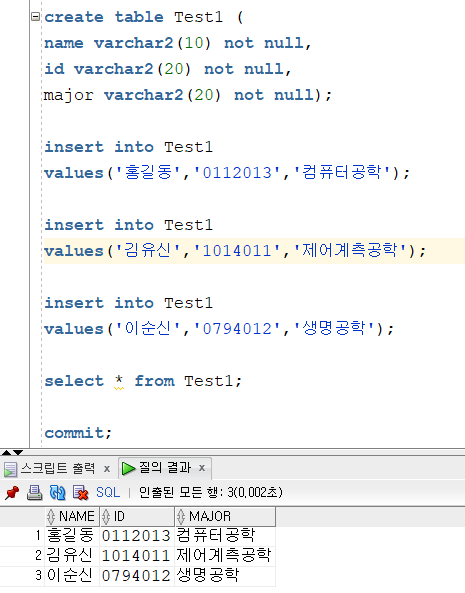 create table Test1 (
name varchar2(10) not null,
id varchar2(20) not null,
major varchar2(20) not null);
insert into Test1
values('홍길동','0112013','컴퓨터공학');
insert into Test1
values('김유신','1014011','제어계측공학');
insert into Test1
values('이순신','0794012','생명공학');
select * from Test1;
commit;
스크립트 출력 x 질의 결과 x
SQL | 인출된 모든 행: 3(0,002초)
NAME ID MAJOR
1 홍길동 0112013 컴퓨터공학
2 김유신 1014011 제어계측공학
3 이순신 0794012 생명공학